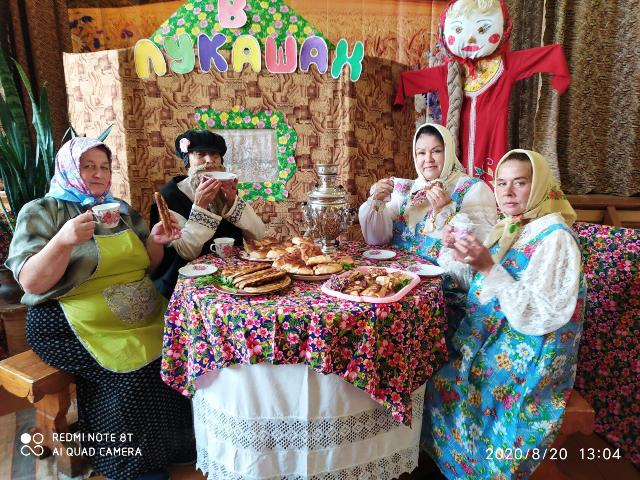 В
ЛУКАШАХ
REDMI NOTE 8T
AI QUAD CAMERA
2020/8/20 13:04